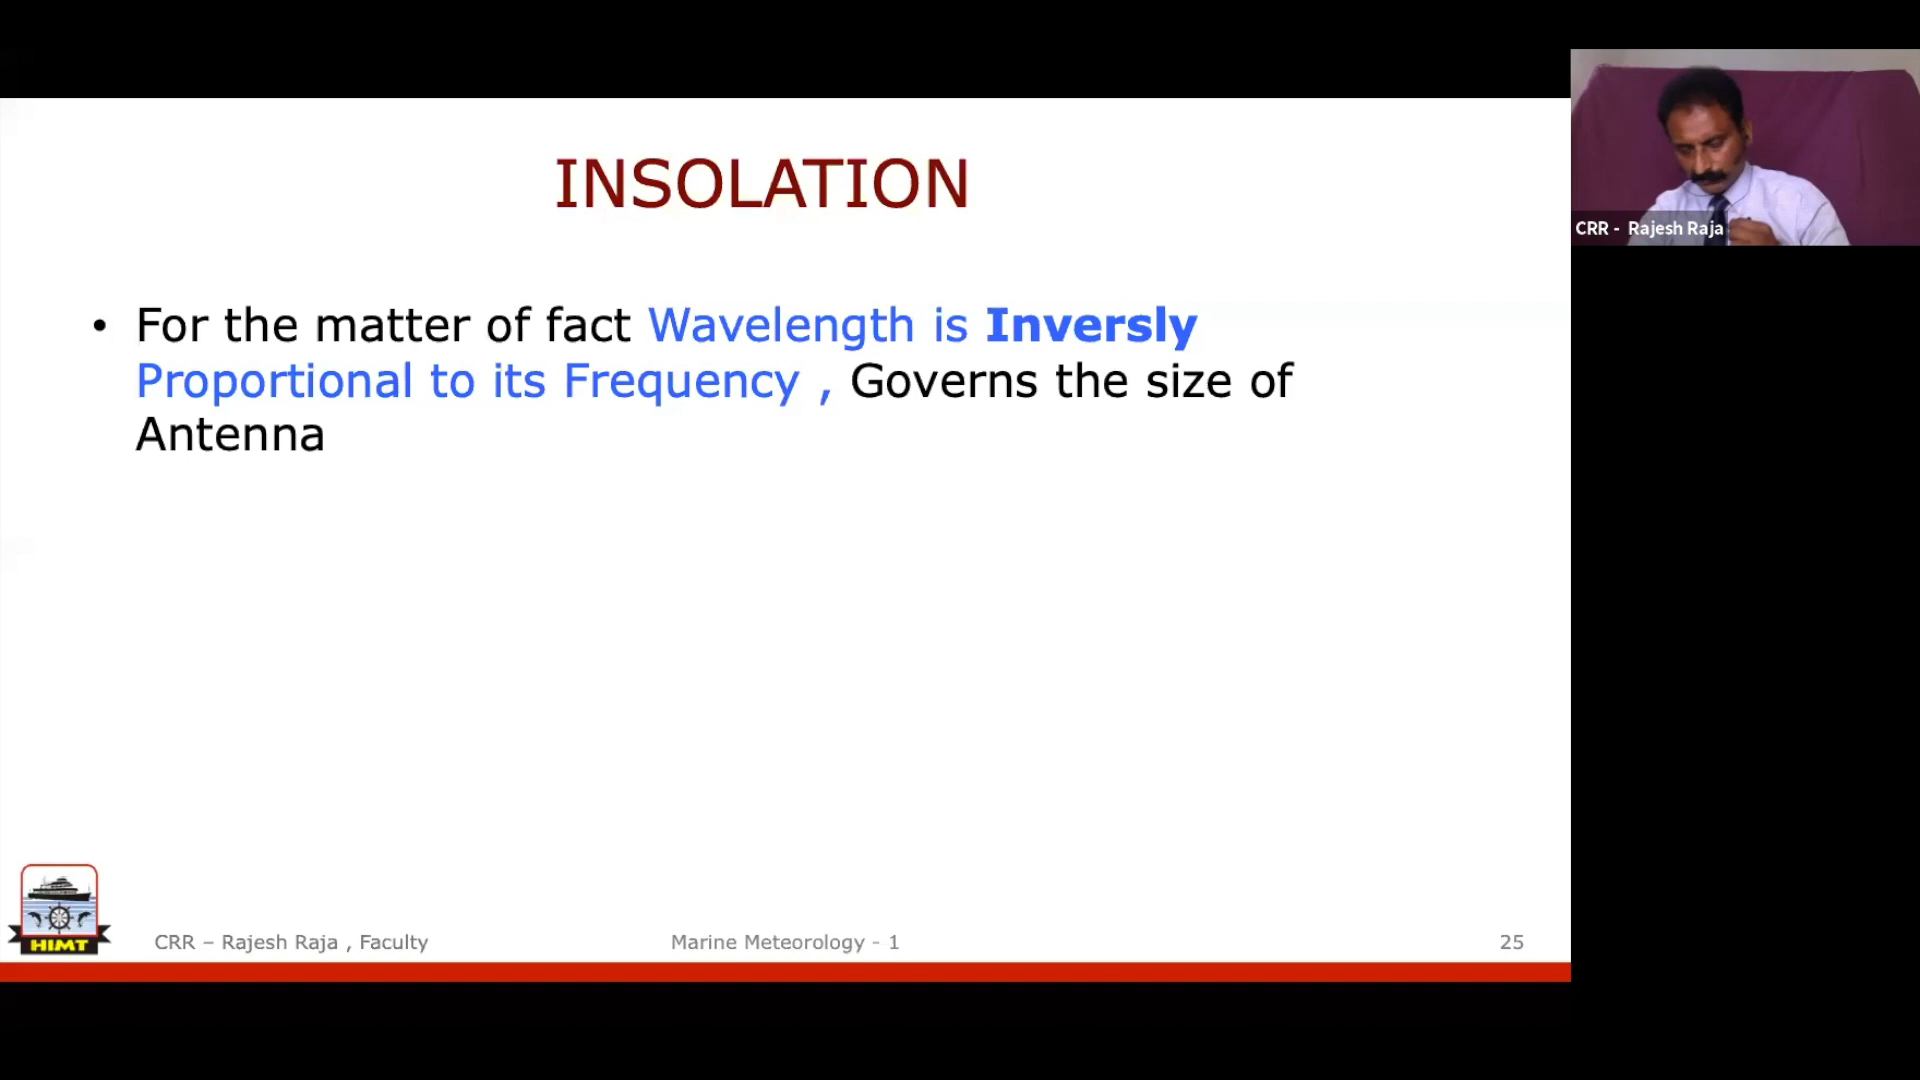 INSOLATION
• For the matter of fact Wavelength is Inversly
Proportional to its Frequency , Governs the size of
Antenna
CRR - Rajesh Raja
HIMT
CRR – Rajesh Raja , Faculty
Marine Meteorology - 1
25